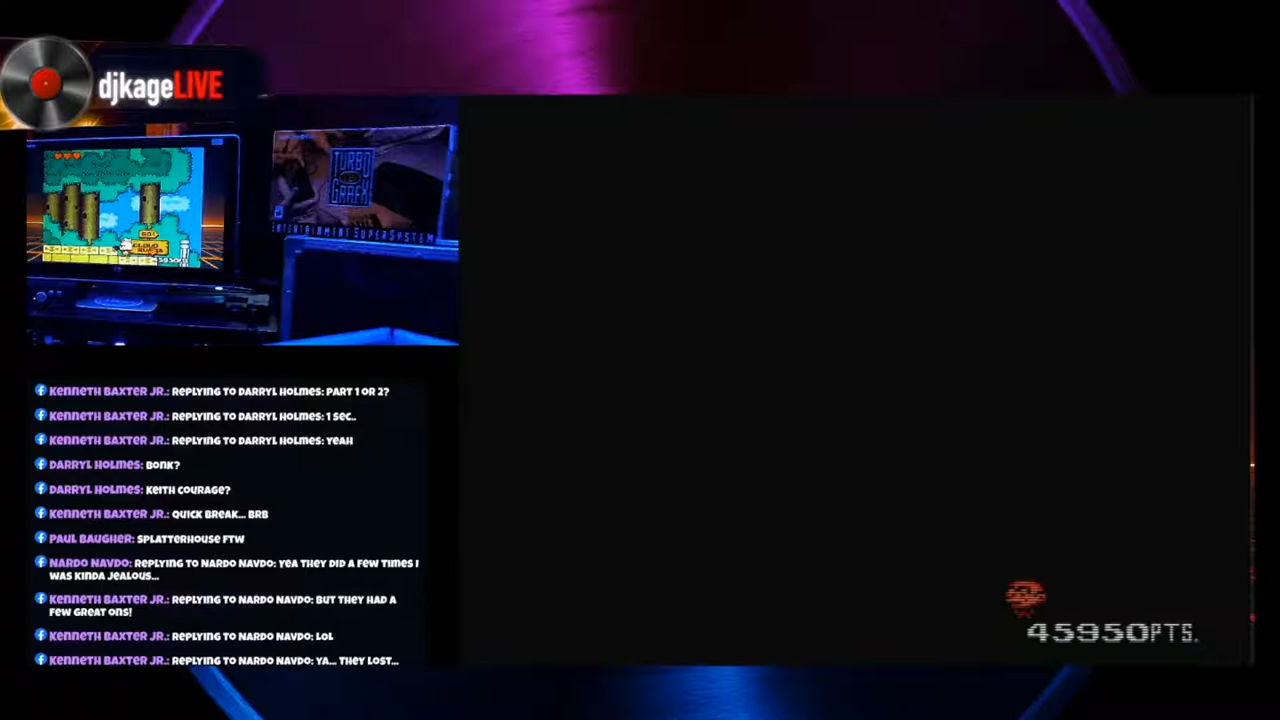 djkageLIVE
TURBO
16
GRAFX
ENTERTAINMENT SUPERSYSTEM
Kenneth Baxter Jr.: Replying to Darryl Holmes: Part 1 or 2?
Kenneth Baxter Jr.: Replying to Darryl Holmes: 1 sec..
Kenneth Baxter Jr.: Replying to Darryl Holmes: Yeah
Darryl Holmes: Bonk?
Darryl Holmes: Keith Courage?
Kenneth Baxter Jr.: Quick break... BRB
Paul Baugher: Splatterhouse FTW
Nardo Navdo: Replying to Nardo Navdo: Yea they did a few times I
was kinda jealous...
Kenneth Baxter Jr.: Replying to Nardo Navdo: But they had a
few great ons!
Kenneth Baxter Jr.: Replying to Nardo Navdo: LOL
Kenneth Baxter Jr.: Replying to Nardo Navdo: Ya... they lost...
45950PTS.